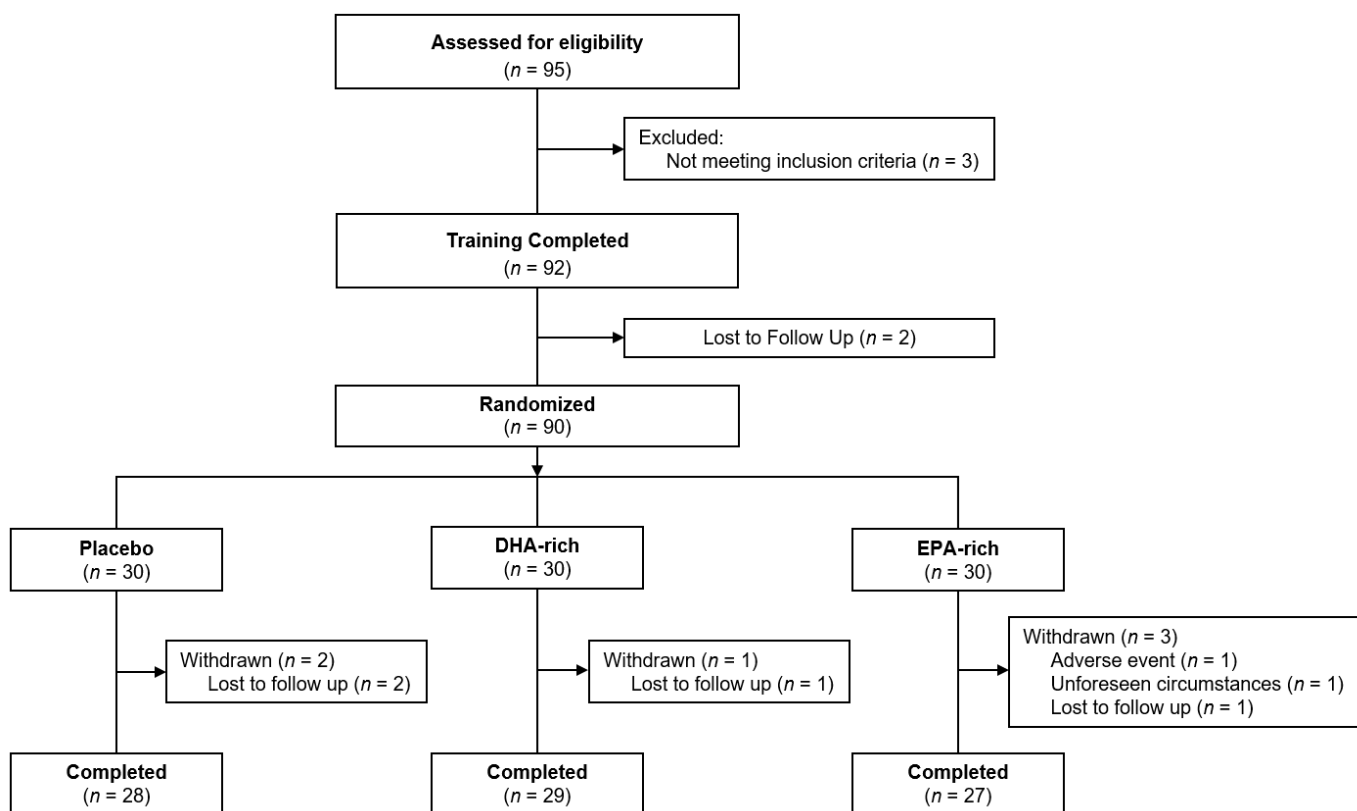 Assessed for eligibility
(n = 95)
Excluded:
Not meeting inclusion criteria (n = 3)
Training Completed
(n = 92)
Lost to Follow Up (n = 2)
Randomized
(n = 90)
Placebo
(n = 30)
DHA-rich
(n = 30)
EPA-rich
(n = 30)
Withdrawn (n = 2)
Lost to follow up (n = 2)
Withdrawn (n = 1)
Lost to follow up (n = 1)
Withdrawn (n = 3)
Adverse event (n = 1)
Unforeseen circumstances (n = 1)
Lost to follow up (n = 1)
Completed
(n = 28)
Completed
(n = 29)
Completed
(n = 27)